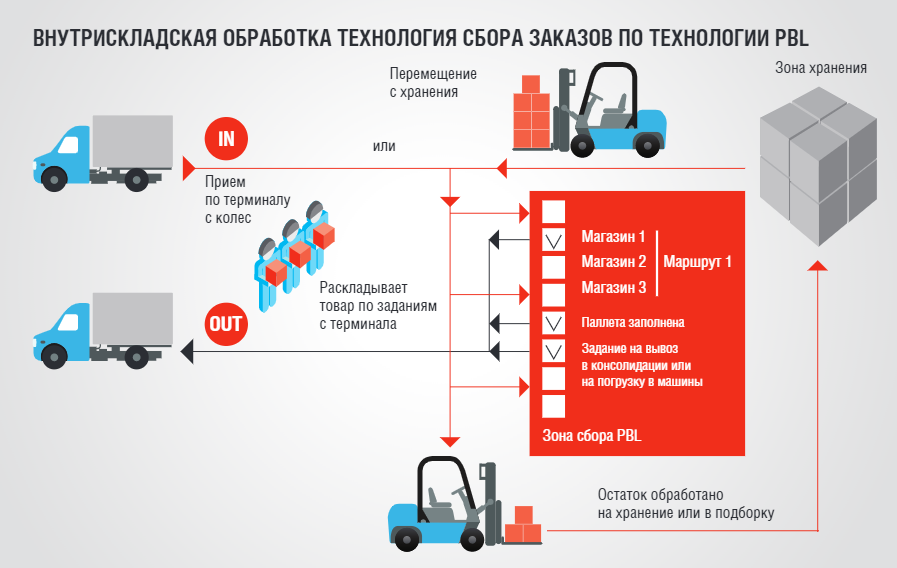 ВНУТРИСКЛАДСКАЯ ОБРАБОТКА ТЕХНОЛОГИЯ СБОРА ЗАКАЗОВ ПО ТЕХНОЛОГИИ PBL
Перемещение
с хранения
Зона хранения
IN
или
Прием
по терминалу
с колес
Магазин 1
Магазин 2
Магазин 3
Маршрут 1
Раскладывает
товар по заданиям
с терминала
OUT
Паллета заполнена
Задание на вывоз
в консолидации или
на погрузку в машины
Зона сбора PBL
Остаток обработано
на хранение или в подборку